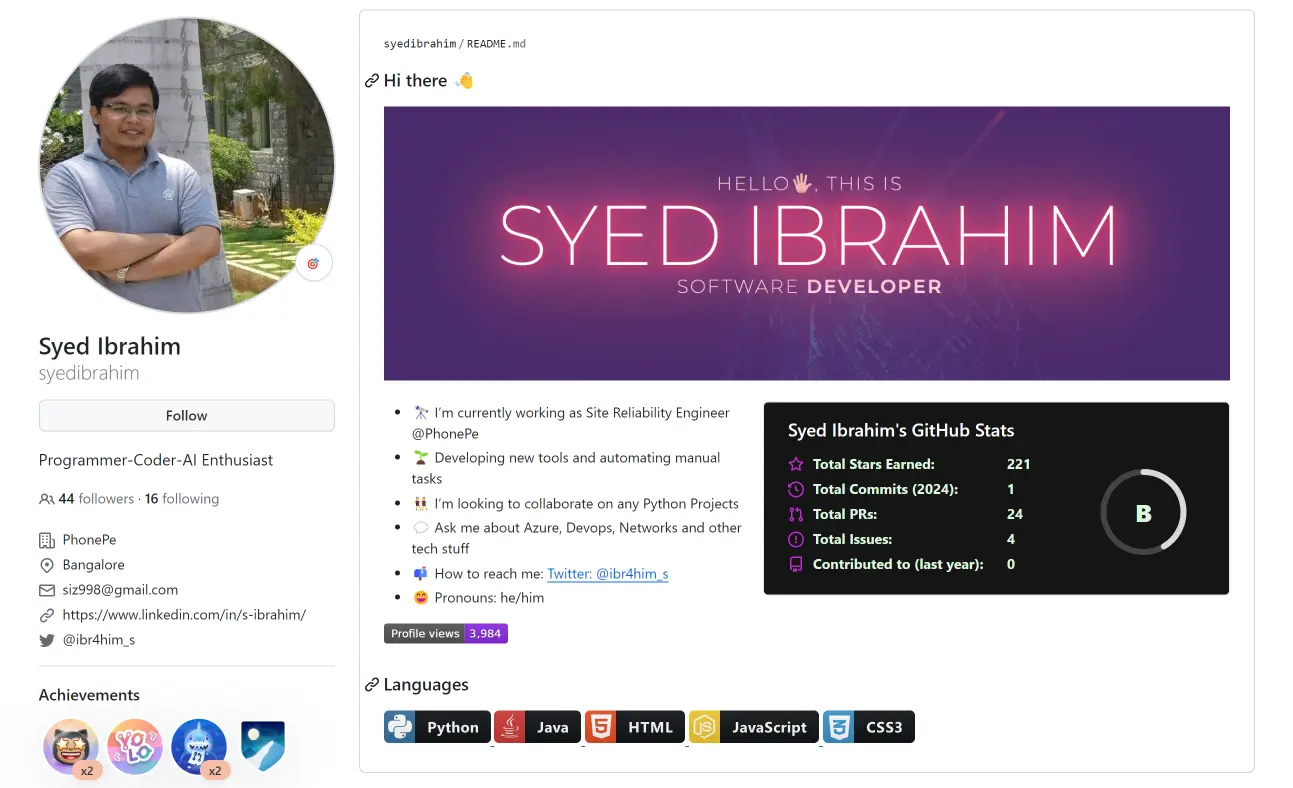 syedibrahim/README.md
Hi there 👋
HELLO🖐, THIS IS
SYED IBRAHIM
SOFTWARE DEVELOPER
Syed Ibrahim
syedibrahim
Follow
Programmer-Coder-AI Enthusiast
44 followers · 16 following
PhonePe
Bangalore
siz998@gmail.com
https://www.linkedin.com/in/s-ibrahim/
@ibr4him_s
Achievements
x2
YOLO
x2
• 🔭 I’m currently working as Site Reliability Engineer
@PhonePe
• 🌱 Developing new tools and automating manual
tasks
• 👯 I’m looking to collaborate on any Python Projects
• 💬 Ask me about Azure, Devops, Networks and other
tech stuff
• 📫 How to reach me: Twitter: @ibr4him_s
• 😄 Pronouns: he/him
Profile views 3,984
Syed Ibrahim's GitHub Stats
Total Stars Earned: 221
Total Commits (2024): 1
Total PRs: 24
Total Issues: 4
Contributed to (last year): 0
B
Languages
Python Java HTML JS JavaScript CSS3